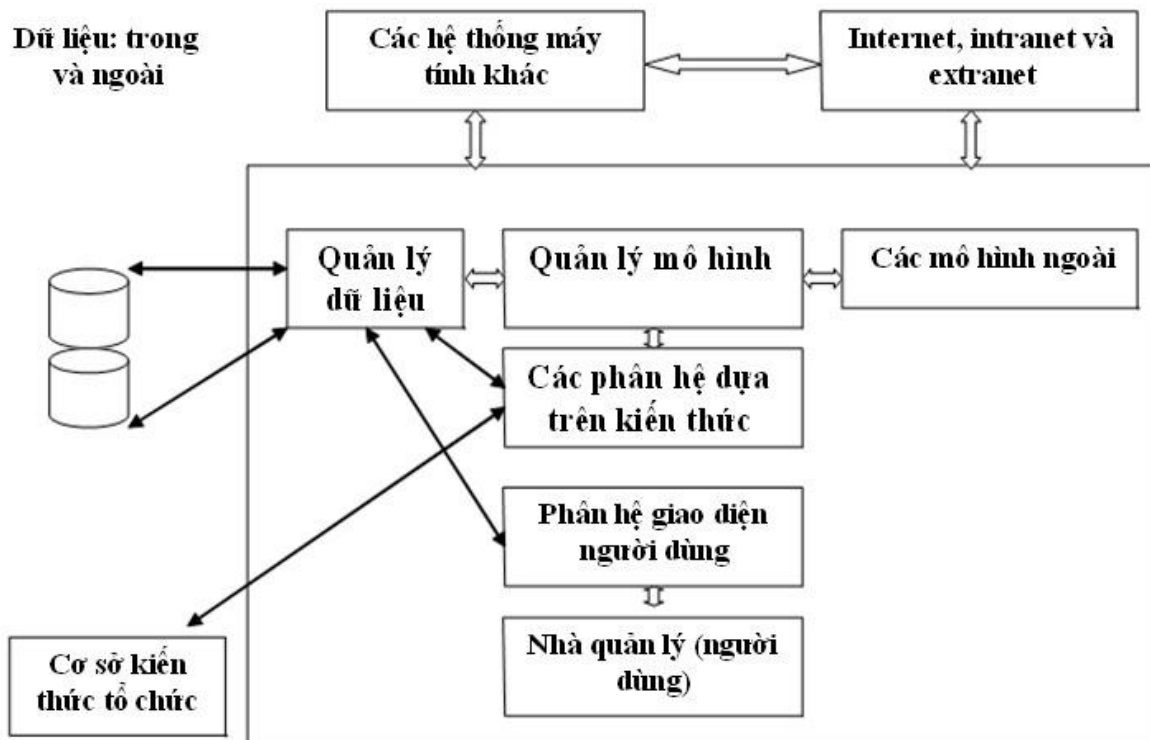 Dữ liệu: trong
và ngoài
Các hệ thống máy
tính khác
Internet, intranet và
extranet
Quản lý
dữ liệu
Quản lý mô hình
Các mô hình ngoài
Các phân hệ dựa
trên kiến thức
Phân hệ giao diện
người dùng
Nhà quản lý (người
dùng)
Cơ sở kiến
thức tổ chức